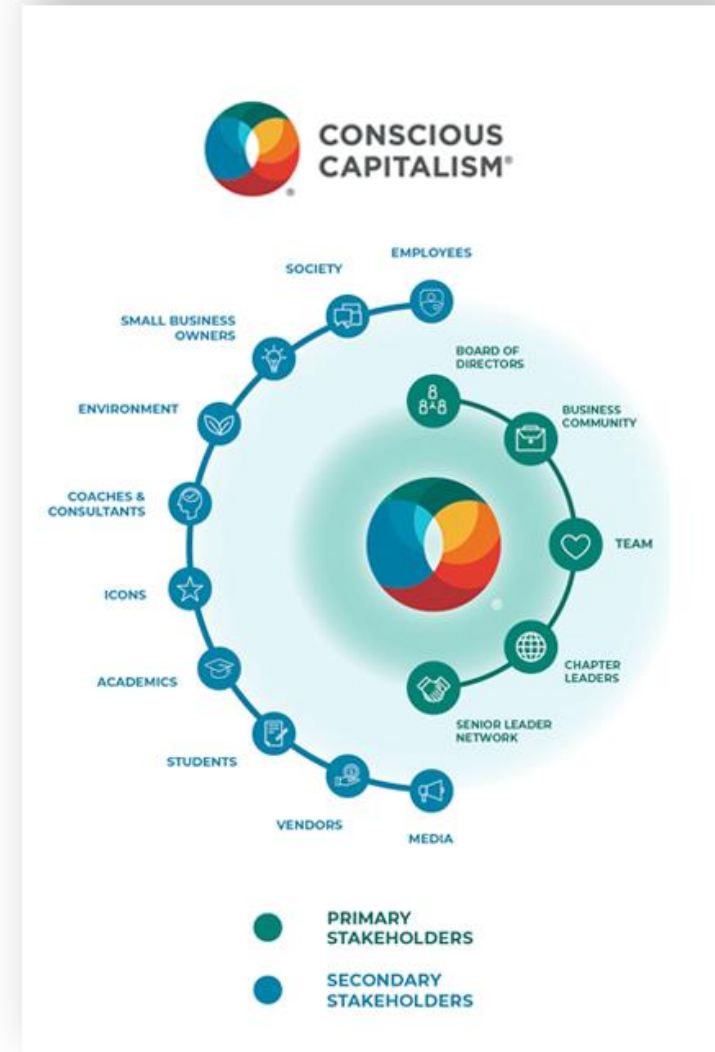 CONSCIOUS
CAPITALISM®
EMPLOYEES
SOCIETY
SMALL BUSINESS
OWNERS
ENVIRONMENT
COACHES &
CONSULTANTS
ICONS
ACADEMICS
STUDENTS
VENDORS
MEDIA
BOARD OF
DIRECTORS
BUSINESS
COMMUNITY
TEAM
CHAPTER
LEADERS
SENIOR LEADER
NETWORK
PRIMARY
STAKEHOLDERS
SECONDARY
STAKEHOLDERS